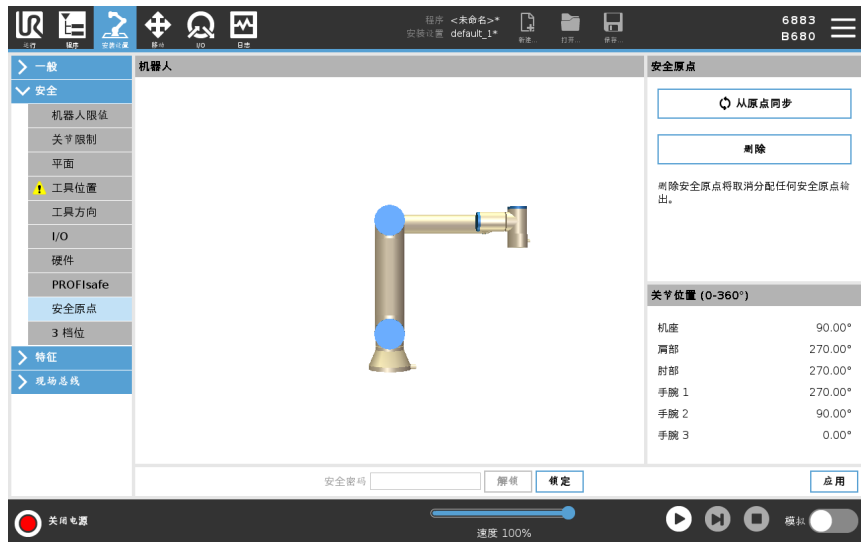 UR
运行
程序
安装设置
移动
I/O
日志
程序 <未命名>*
安装设置 default_1*
新建...
打开...
保存...
6883
B680
一般
安全
机器人限值
关节限制
平面
工具位置
工具方向
I/O
硬件
PROFIsafe
安全原点
3 档位
特征
现场总线
机器人
安全原点
从原点同步
删除
删除安全原点将取消分配任何安全原点输
出。
关节位置 (0-360°)
机座 90.00°
肩部 270.00°
肘部 270.00°
手腕 1 270.00°
手腕 2 90.00°
手腕 3 0.00°
安全密码
解锁
锁定
应用
关闭电源
速度 100%
模拟